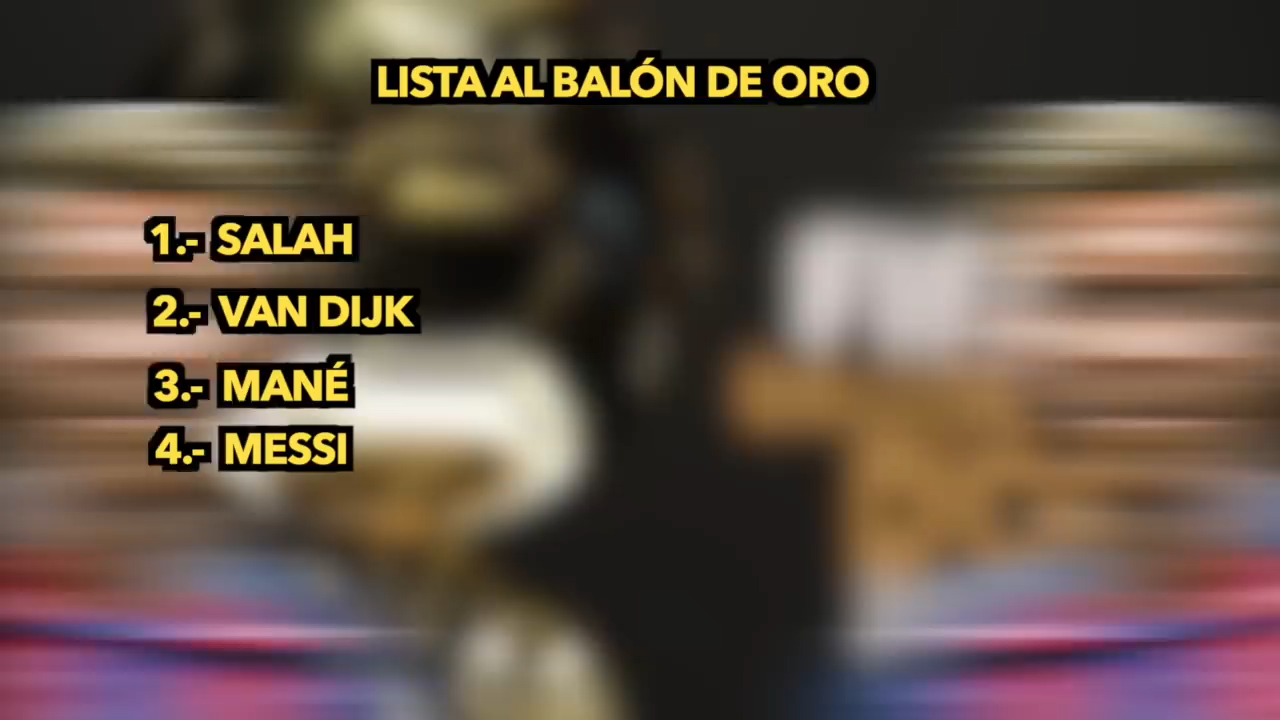 LISTA AL BALÓN DE ORO
1.- SALAH
2.- VAN DIJK
3.- MANÉ
4.- MESSI